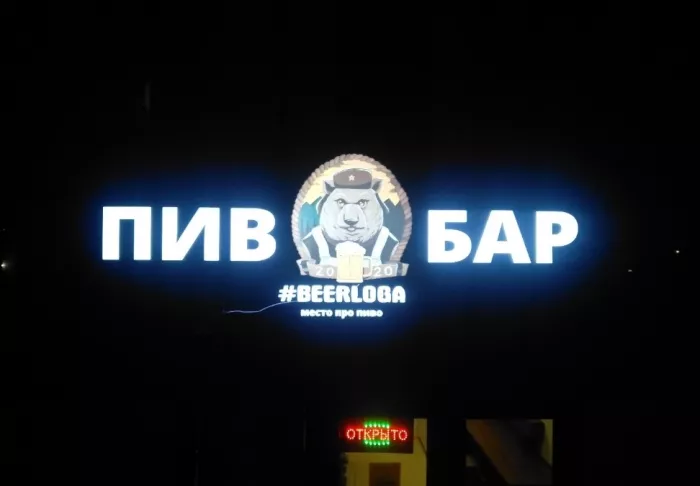 ПИВ БАР
2020
#BEERLOGA
место про пиво
ОТКРЫТО